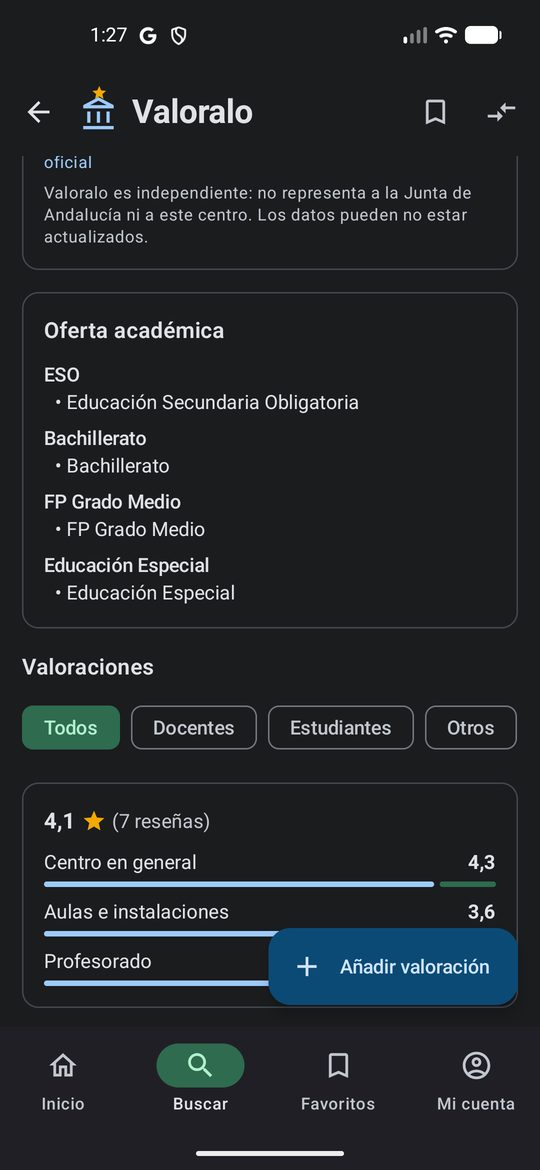 1:27
Valoralo
oficial
Valoralo es independiente: no representa a la Junta de
Andalucía ni a este centro. Los datos pueden no estar
actualizados.
Oferta académica
ESO
• Educación Secundaria Obligatoria
Bachillerato
• Bachillerato
FP Grado Medio
• FP Grado Medio
Educación Especial
• Educación Especial
Valoraciones
Todos Docentes Estudiantes Otros
4,1 (7 reseñas)
Centro en general 4,3
Aulas e instalaciones 3,6
Profesorado
Añadir valoración
Inicio Buscar Favoritos Mi cuenta